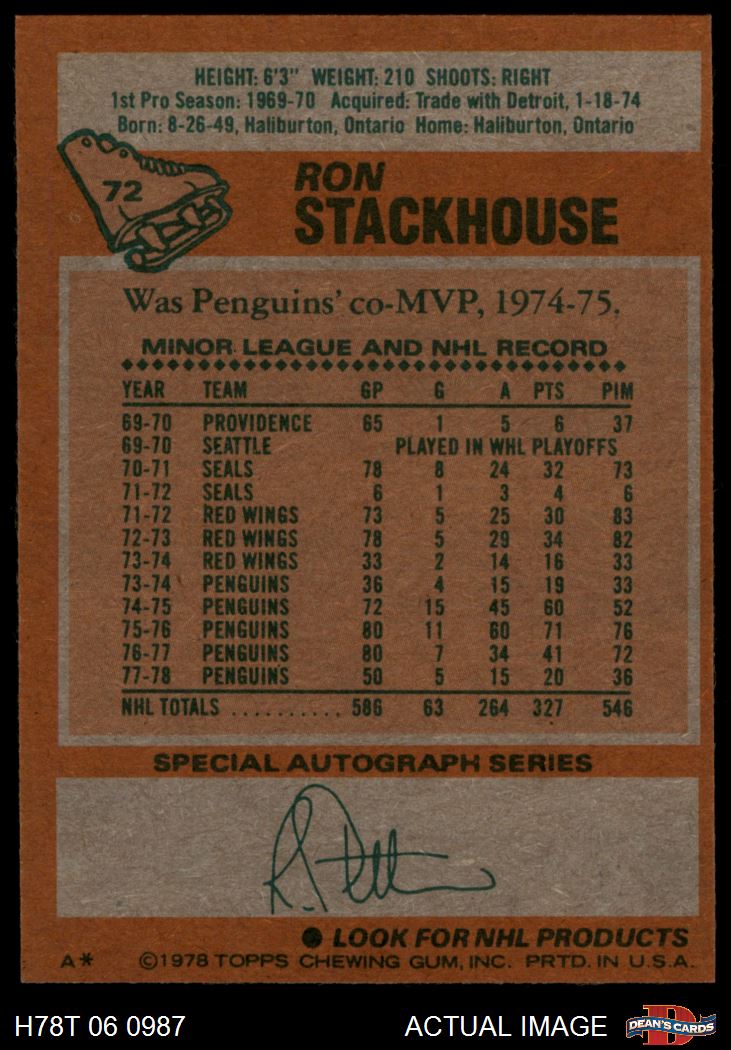 HEIGHT: 6'3" WEIGHT: 210 SHOOTS: RIGHT
1st Pro Season: 1969-70 Acquired: Trade with Detroit, 1-18-74
Born: 8-26-49, Haliburton, Ontario Home: Haliburton, Ontario
72
RON
STACKHOUSE
Was Penguins' co-MVP, 1974-75.
MINOR LEAGUE AND NHL RECORD
YEAR TEAM GP G A PTS PIM
69-70 PROVIDENCE 65 1 5 6 37
69-70 SEATTLE PLAYED IN WHL PLAYOFFS
70-71 SEALS 78 8 24 32 73
71-72 SEALS 6 1 3 4 6
71-72 RED WINGS 73 5 25 30 83
72-73 RED WINGS 78 5 29 34 82
73-74 RED WINGS 33 2 14 16 33
73-74 PENGUINS 36 4 15 19 33
74-75 PENGUINS 72 15 45 60 52
75-76 PENGUINS 80 11 60 71 76
76-77 PENGUINS 80 7 34 41 72
77-78 PENGUINS 50 5 15 20 36
NHL TOTALS .......... 586 63 264 327 546
SPECIAL AUTOGRAPH SERIES
● LOOK FOR NHL PRODUCTS
A* ©1978 TOPPS CHEWING GUM, INC. PRTD. IN U.S.A.
H78T 06 0987 ACTUAL IMAGE DEAN'S CARDS